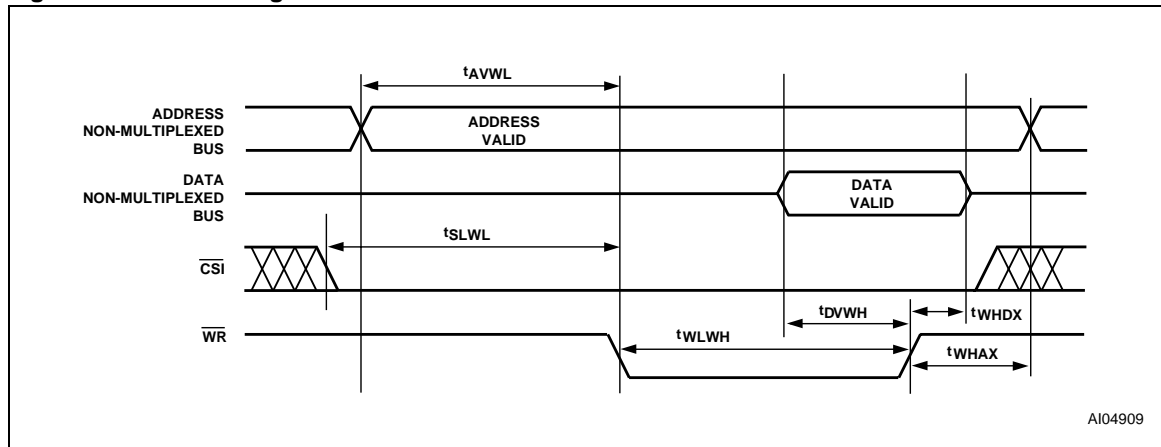 tAVWL
ADDRESS
NON-MULTIPLEXED
BUS
ADDRESS
VALID
DATA
NON-MULTIPLEXED
BUS
DATA
VALID
tSLWL
CSI
tDVWH
tWHDX
WR
tWLWH
tWHAX
AI04909